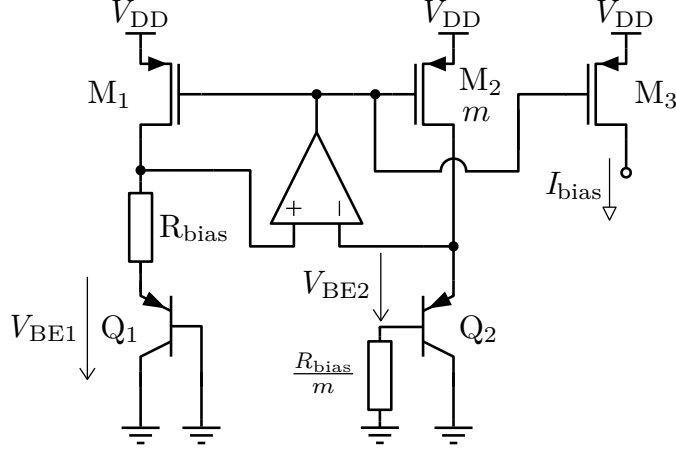 V_DD V_DD V_DD
M_1 M_2 M_3
m
I_bias
+ −
R_bias
V_BE2
V_BE1 Q_1 Q_2
R_bias/m